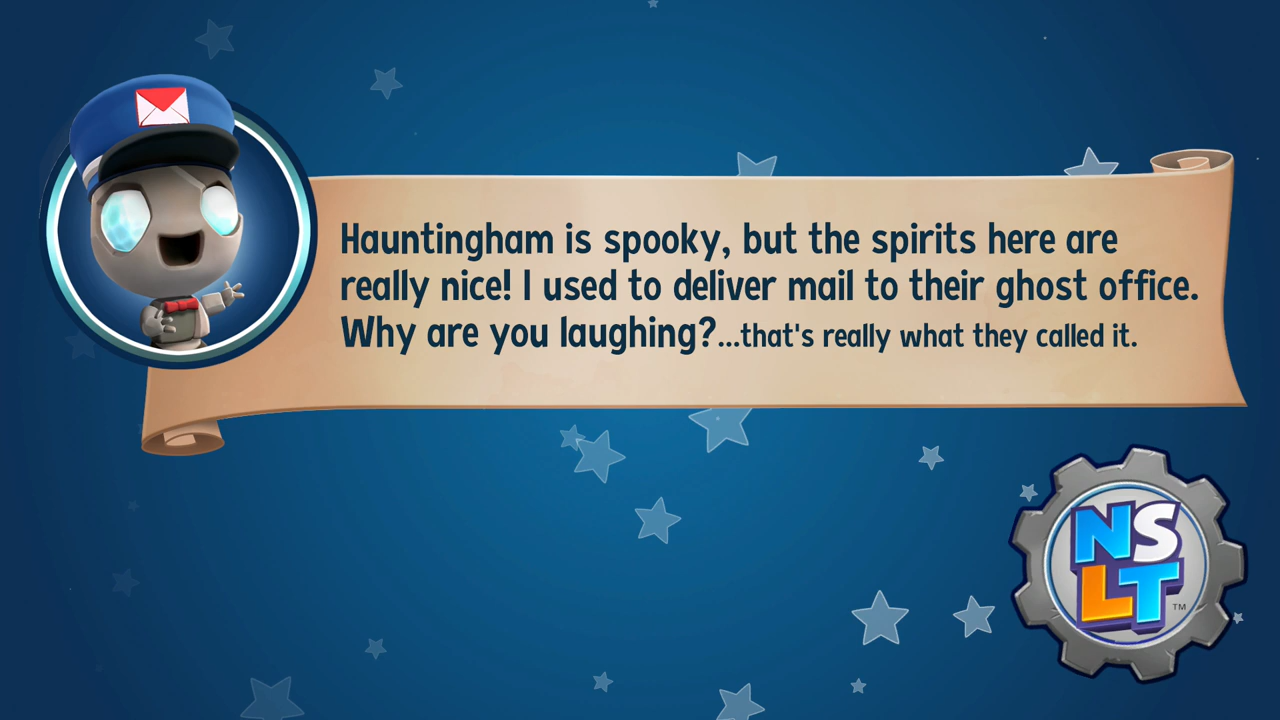 Hauntingham is spooky, but the spirits here are
really nice! I used to deliver mail to their ghost office.
Why are you laughing?...that's really what they called it.
NS
LT
TM